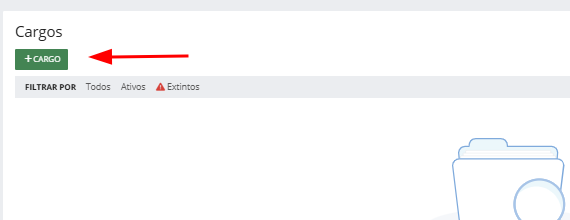 Cargos
+CARGO
FILTRAR POR Todos Ativos Extintos